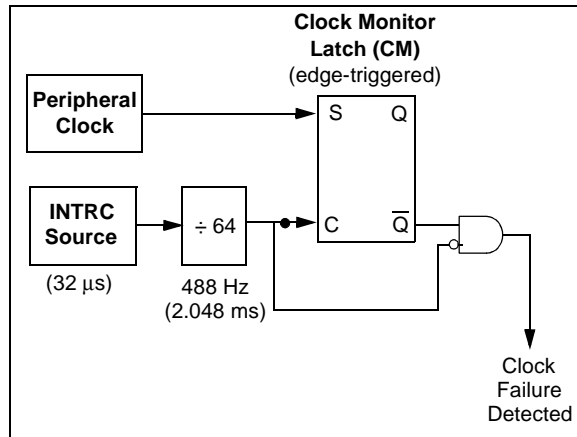 Clock Monitor
Latch (CM)
(edge-triggered)
Peripheral
Clock
S Q
INTRC
Source
÷ 64
C Q̅
(32 μs)
488 Hz
(2.048 ms)
Clock
Failure
Detected